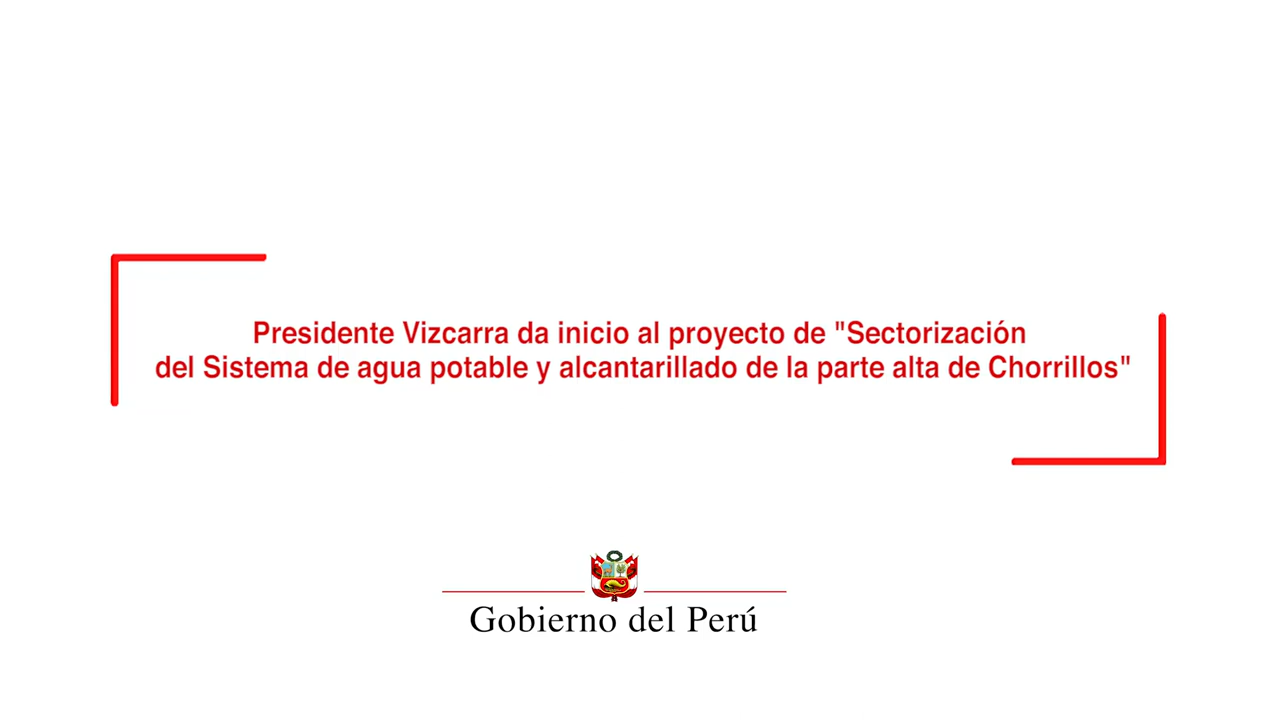 Presidente Vizcarra da inicio al proyecto de "Sectorización
del Sistema de agua potable y alcantarillado de la parte alta de Chorrillos"
Gobierno del Perú